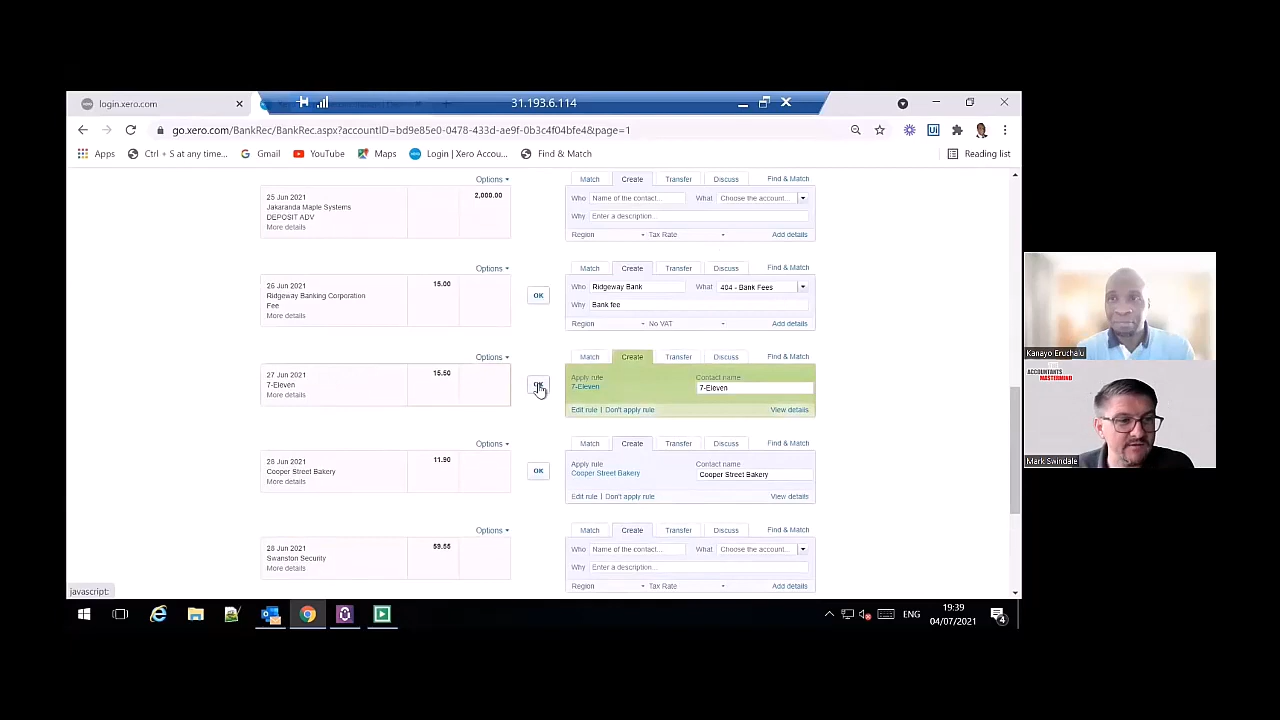 login.xero.com
31.193.6.114
go.xero.com/BankRec/BankRec.aspx?accountID=bd9e85e0-0478-433d-ae9f-0b3c4f04bfe4&page=1
Apps
Ctrl + S at any time...
Gmail
YouTube
Maps
Login | Xero Accou...
Find & Match
Reading list
Options
Match
Create
Transfer
Discuss
Find & Match
25 Jun 2021
Jakaranda Maple Systems
DEPOSIT ADV
More details
2,000.00
Who Name of the contact... What Choose the account...
Why Enter a description...
Region Tax Rate Add details
Options
Match
Create
Transfer
Discuss
Find & Match
26 Jun 2021
Ridgeway Banking Corporation
Fee
More details
15.00
OK
Who Ridgeway Bank What 404 - Bank Fees
Why Bank fee
Region No VAT Add details
Options
Match
Create
Transfer
Discuss
Find & Match
27 Jun 2021
7-Eleven
More details
15.50
OK
Apply rule
7-Eleven
Contact name
7-Eleven
Edit rule | Don't apply rule View details
Options
Match
Create
Transfer
Discuss
Find & Match
28 Jun 2021
Cooper Street Bakery
More details
11.90
OK
Apply rule
Cooper Street Bakery
Contact name
Cooper Street Bakery
Edit rule | Don't apply rule View details
Options
Match
Create
Transfer
Discuss
Find & Match
28 Jun 2021
Swanston Security
More details
59.55
Who Name of the contact... What Choose the account...
Why Enter a description...
Region Tax Rate Add details
javascript:
ENG
19:39
04/07/2021
4
Kanayo Eruchalu
ACCOUNTANTS
MASTERMIND
Mark Swindale